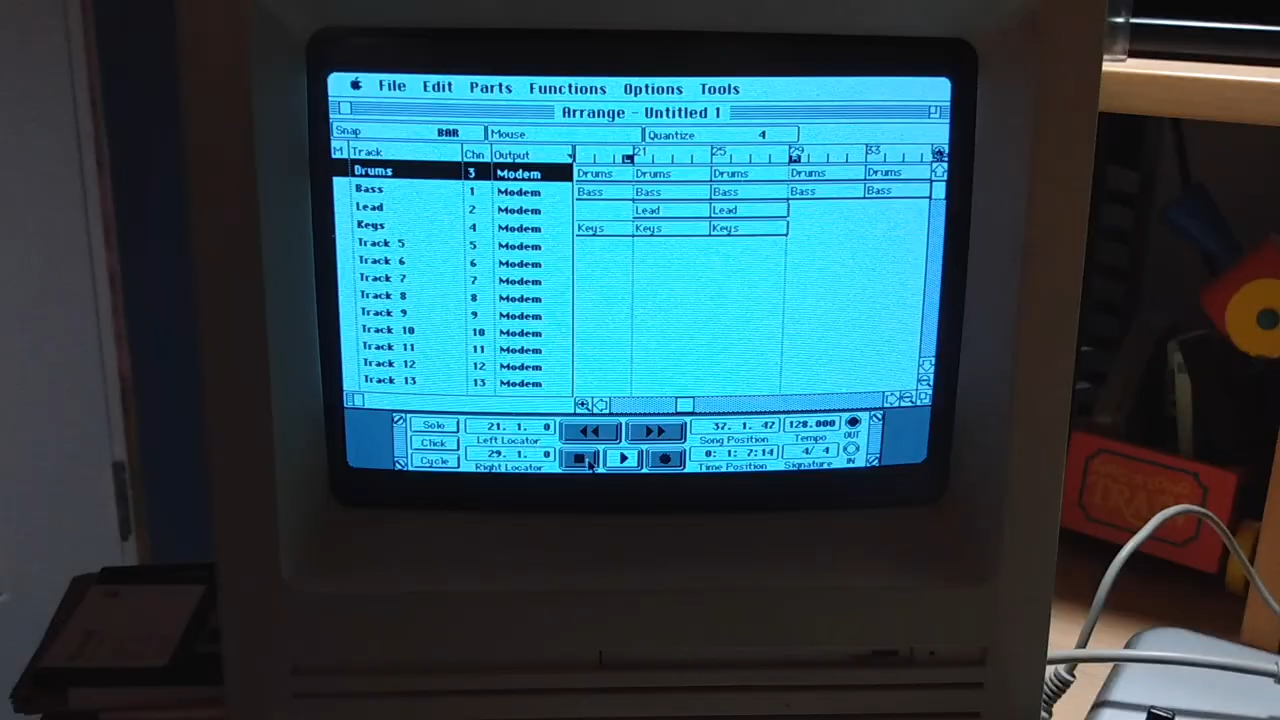 File Edit Parts Functions Options Tools
Arrange - Untitled 1
Snap BAR Mouse Quantize 4
M Track Chn Output 21 25 29 33
Drums 3 Modem Drums Drums Drums Drums Drums
Bass 1 Modem Bass Bass Bass Bass Bass
Lead 2 Modem Lead Lead
Keys 4 Modem Keys Keys Keys
Track 5 5 Modem
Track 6 6 Modem
Track 7 7 Modem
Track 8 8 Modem
Track 9 9 Modem
Track 10 10 Modem
Track 11 11 Modem
Track 12 12 Modem
Track 13 13 Modem
Solo 21. 1. 0 37. 1. 47 128.000
Click Left Locator Song Position Tempo OUT
Cycle 29. 1. 0 0: 1: 7:14 4/ 4
Right Locator Time Position Signature IN